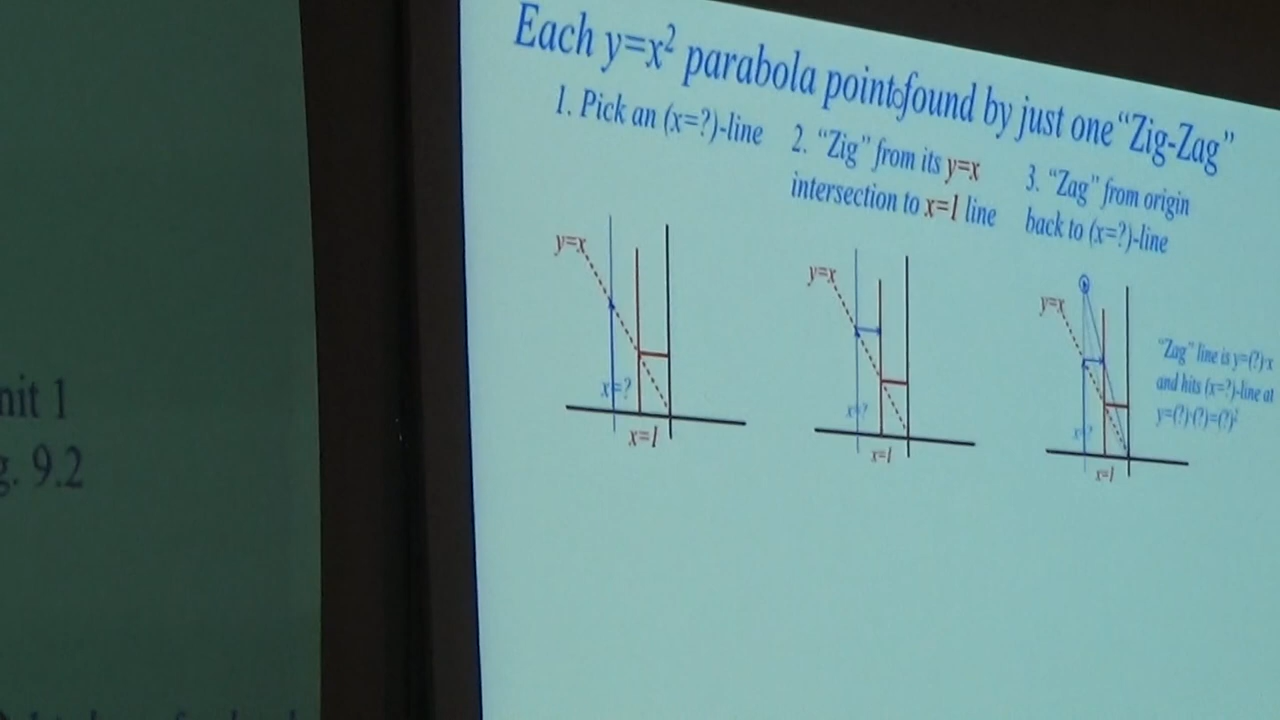 Each y=x² parabola point found by just one "Zig-Zag"
1. Pick an (x=?)-line
2. "Zig" from its y=x
intersection to x=1 line
3. "Zag" from origin
back to (x=?)-line
y=x
x=?
x=1
y=x
x=?
x=1
y=x
x=?
x=1
"Zag" line is y=(?)·x
and hits (x=?)-line at
y=(?)·(?)=(?)²
nit 1
g. 9.2